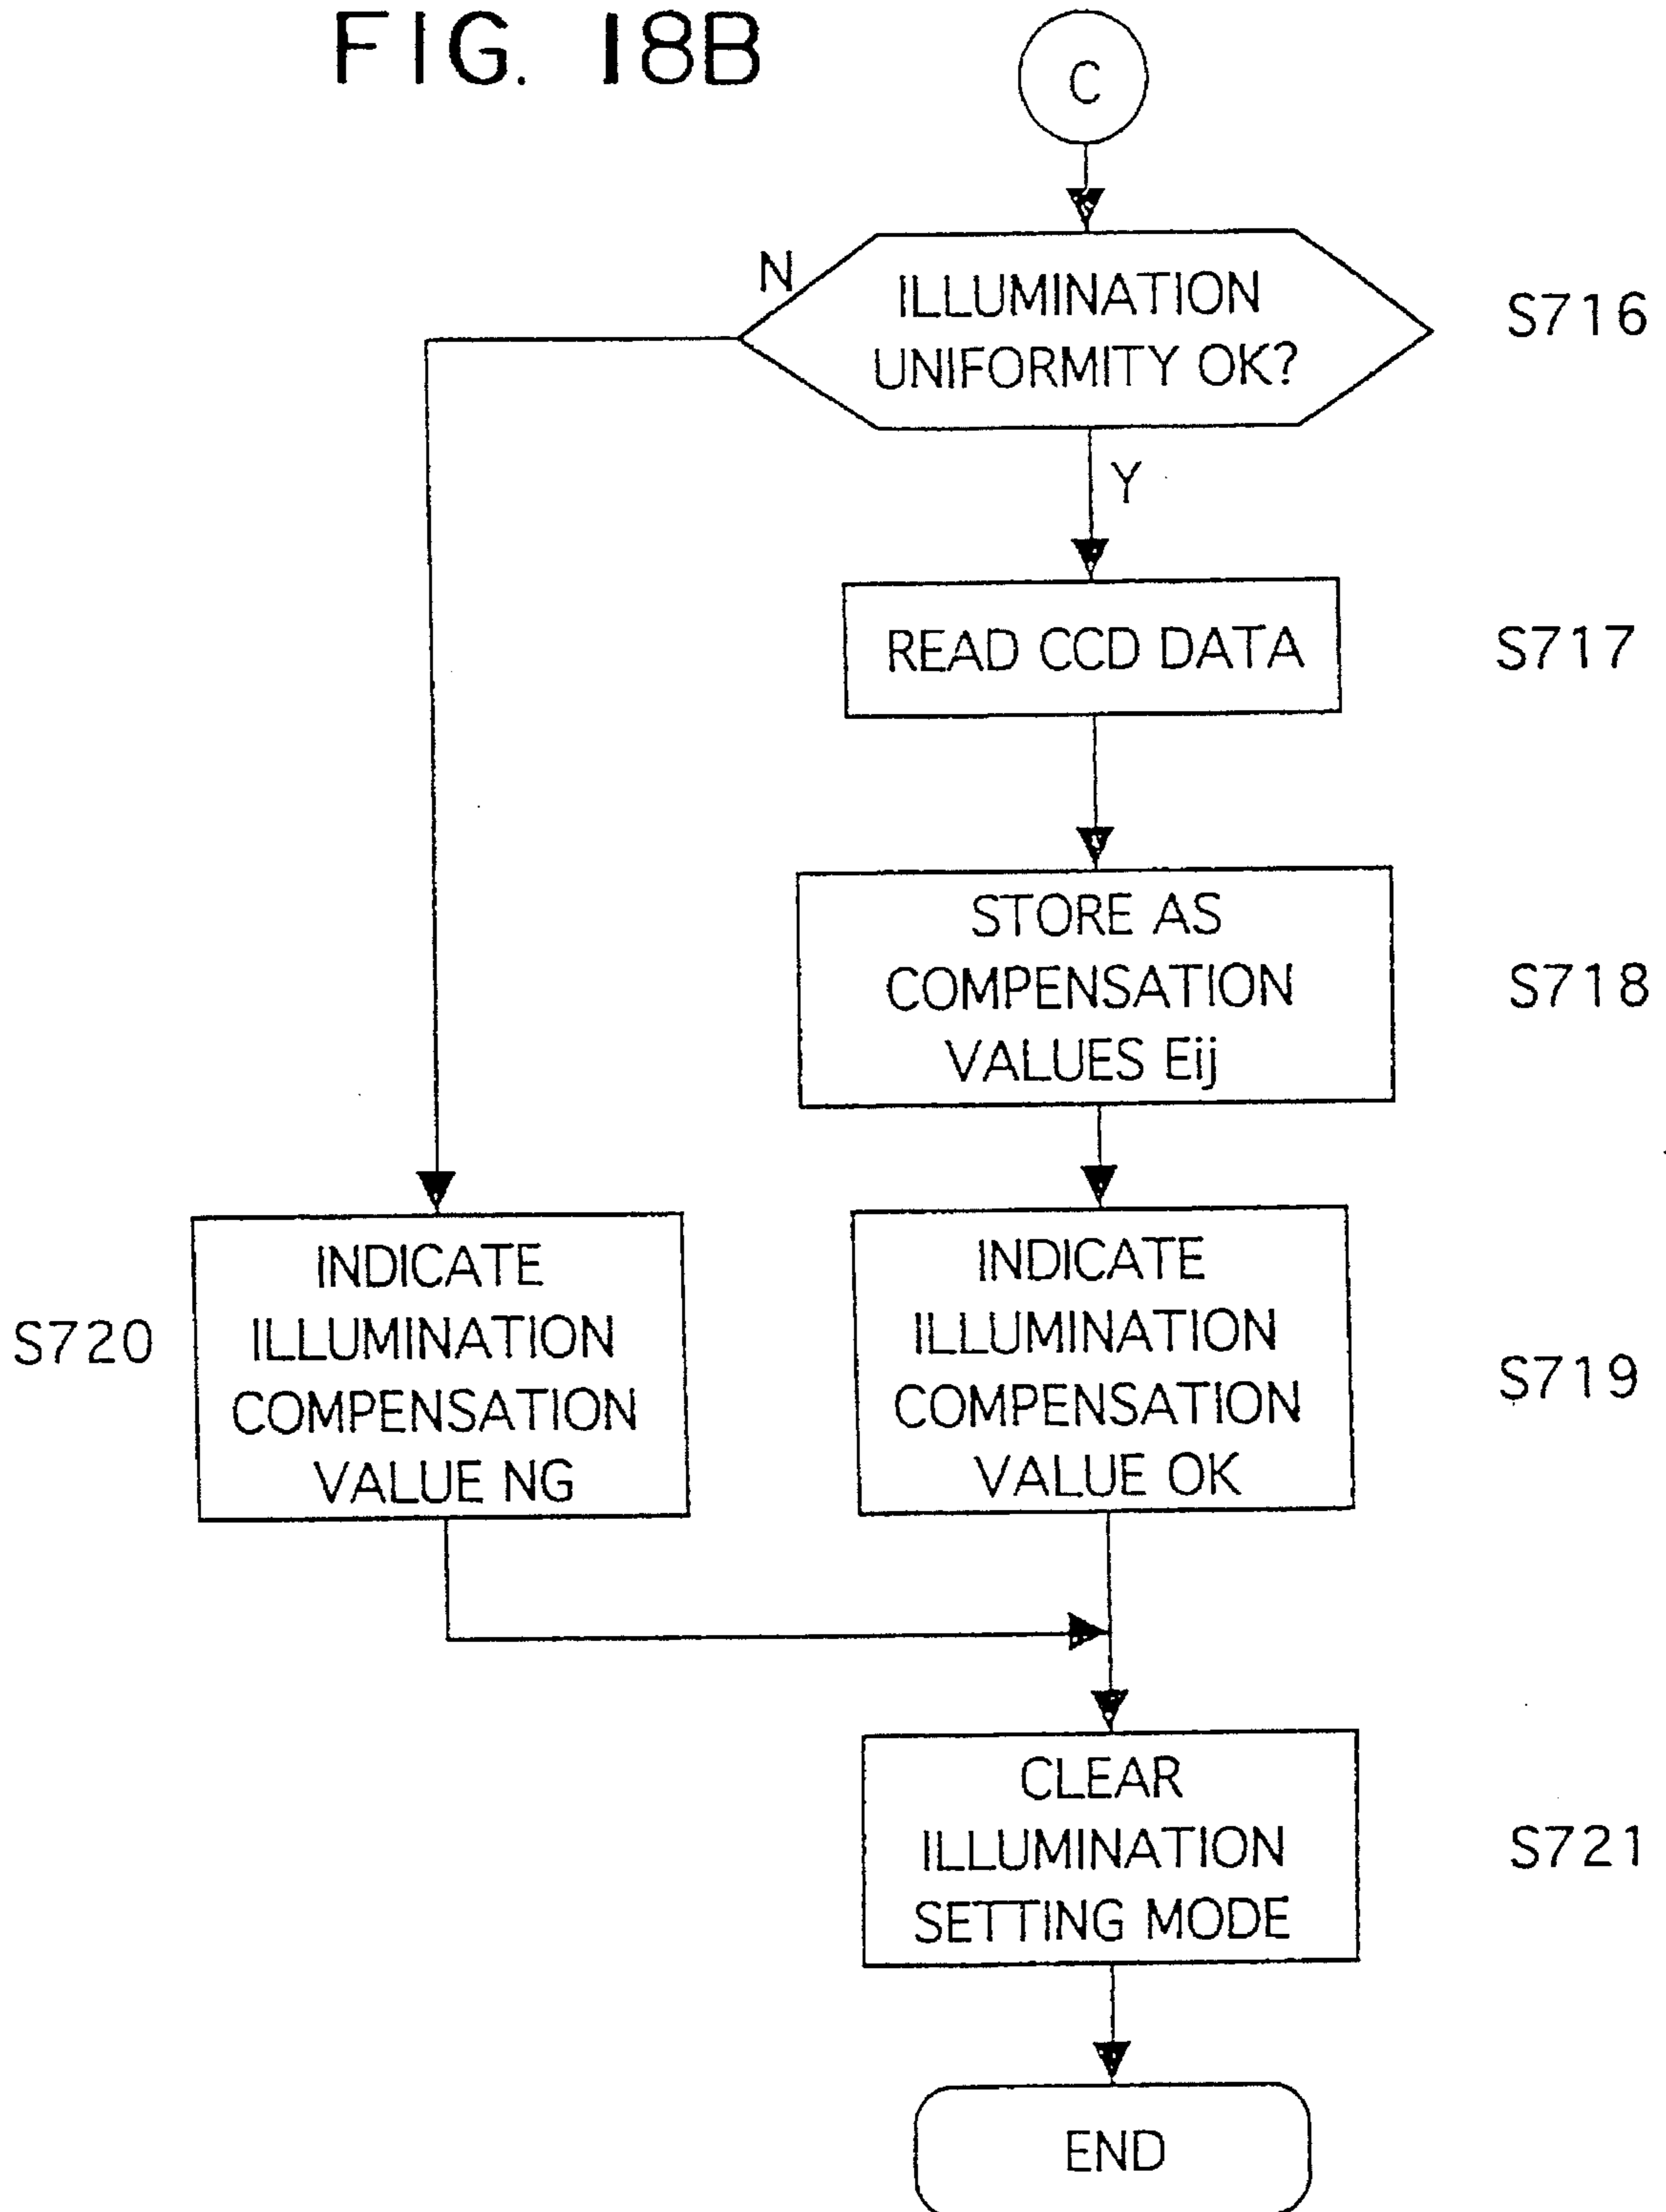 FIG. 18B
C
N
ILLUMINATION
UNIFORMITY OK?
S716
Y
READ CCD DATA
S717
STORE AS
COMPENSATION
VALUES Eij
S718
S720
INDICATE
ILLUMINATION
COMPENSATION
VALUE NG
INDICATE
ILLUMINATION
COMPENSATION
VALUE OK
S719
CLEAR
ILLUMINATION
SETTING MODE
S721
END